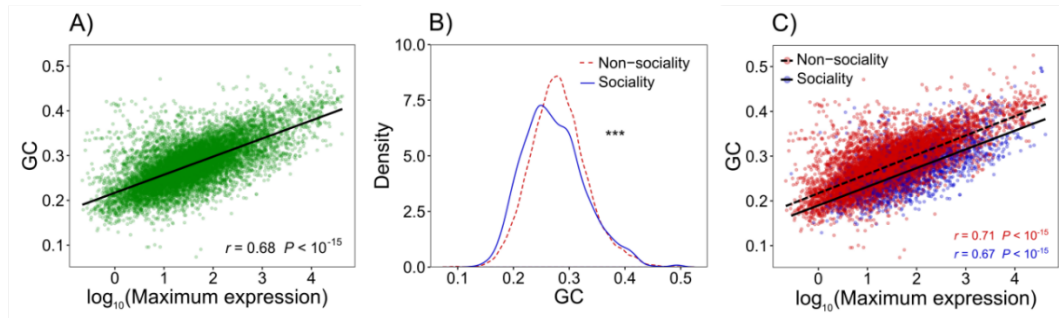 A)
GC
0.5
0.4
0.3
0.2
0.1
r = 0.68 P < 10⁻¹⁵
0 1 2 3 4
log₁₀(Maximum expression)
B)
Density
10.0
7.5
5.0
2.5
0.0
Non−sociality
Sociality
***
0.1 0.2 0.3 0.4 0.5
GC
C)
GC
0.5
0.4
0.3
0.2
0.1
Non−sociality
Sociality
r = 0.71 P < 10⁻¹⁵
r = 0.67 P < 10⁻¹⁵
0 1 2 3 4
log₁₀(Maximum expression)